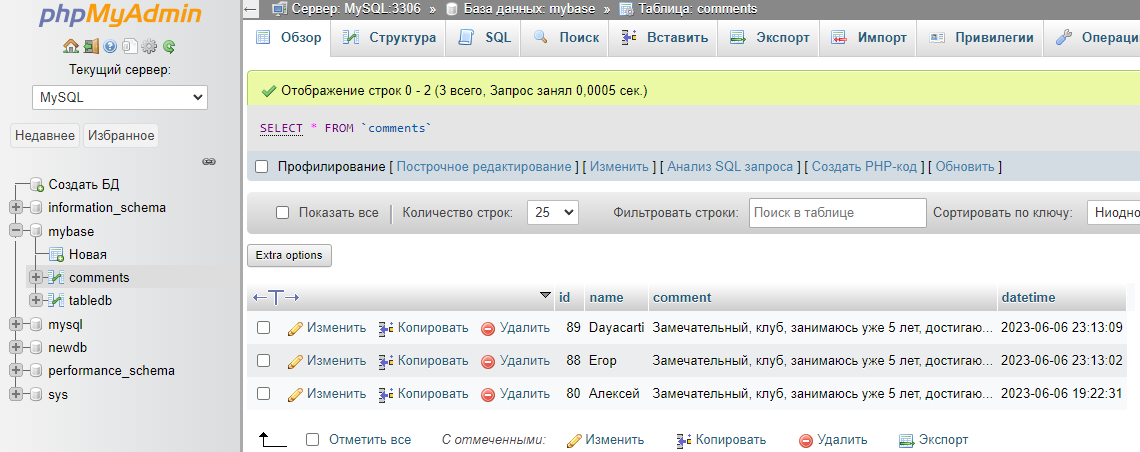 phpMyAdmin
Текущий сервер:
MySQL
Недавнее Избранное
Создать БД
information_schema
mybase
Новая
comments
tabledb
mysql
newdb
performance_schema
sys
Сервер: MySQL:3306 » База данных: mybase » Таблица: comments
Обзор Структура SQL Поиск Вставить Экспорт Импорт Привилегии Операци
Отображение строк 0 - 2 (3 всего, Запрос занял 0,0005 сек.)
SELECT * FROM `comments`
Профилирование [ Построчное редактирование ] [ Изменить ] [ Анализ SQL запроса ] [ Создать PHP-код ] [ Обновить ]
Показать все Количество строк: 25 Фильтровать строки: Поиск в таблице Сортировать по ключу: Ниодно
Extra options
←T→ id name comment datetime
Изменить Копировать Удалить 89 Dayacarti Замечательный, клуб, занимаюсь уже 5 лет, достигаю... 2023-06-06 23:13:09
Изменить Копировать Удалить 88 Егор Замечательный, клуб, занимаюсь уже 5 лет, достигаю... 2023-06-06 23:13:02
Изменить Копировать Удалить 80 Алексей Замечательный, клуб, занимаюсь уже 5 лет, достигаю... 2023-06-06 19:22:31
Отметить все С отмеченными: Изменить Копировать Удалить Экспорт